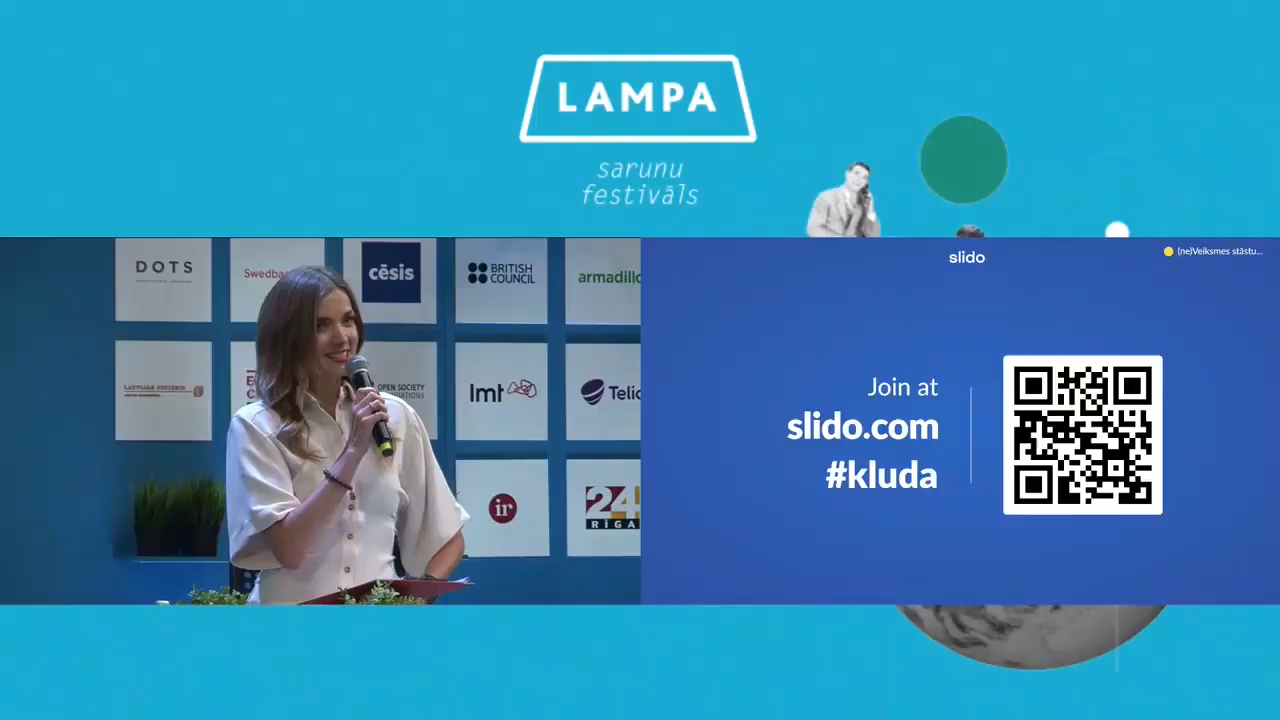 LAMPA
sarunu
festivāls
slido
(ne)Veiksmes stāstu...
DOTS
Swedba
cēsis
BRITISH
COUNCIL
armadillo
OPEN SOCIETY
lmt
Telia
ir
24
RĪGA
Join at
slido.com
#kluda